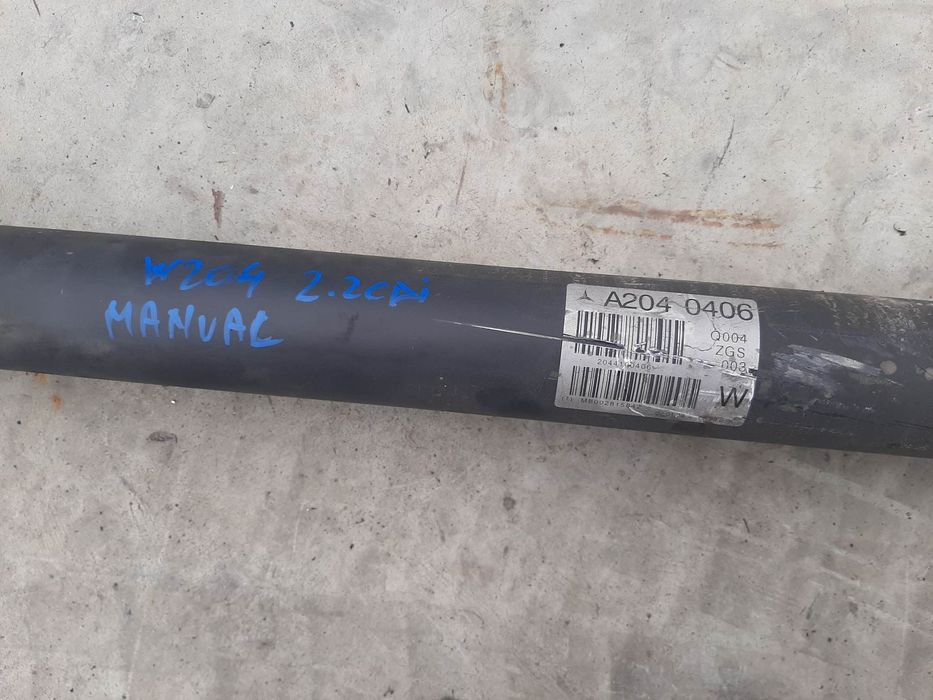 W204 2.2CDi
MANUAL
A204 0406
Q004
ZGS
003
W